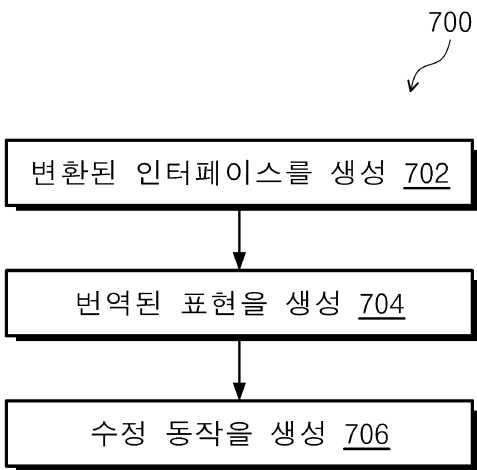 700
변환된 인터페이스를 생성 702
번역된 표현을 생성 704
수정 동작을 생성 706